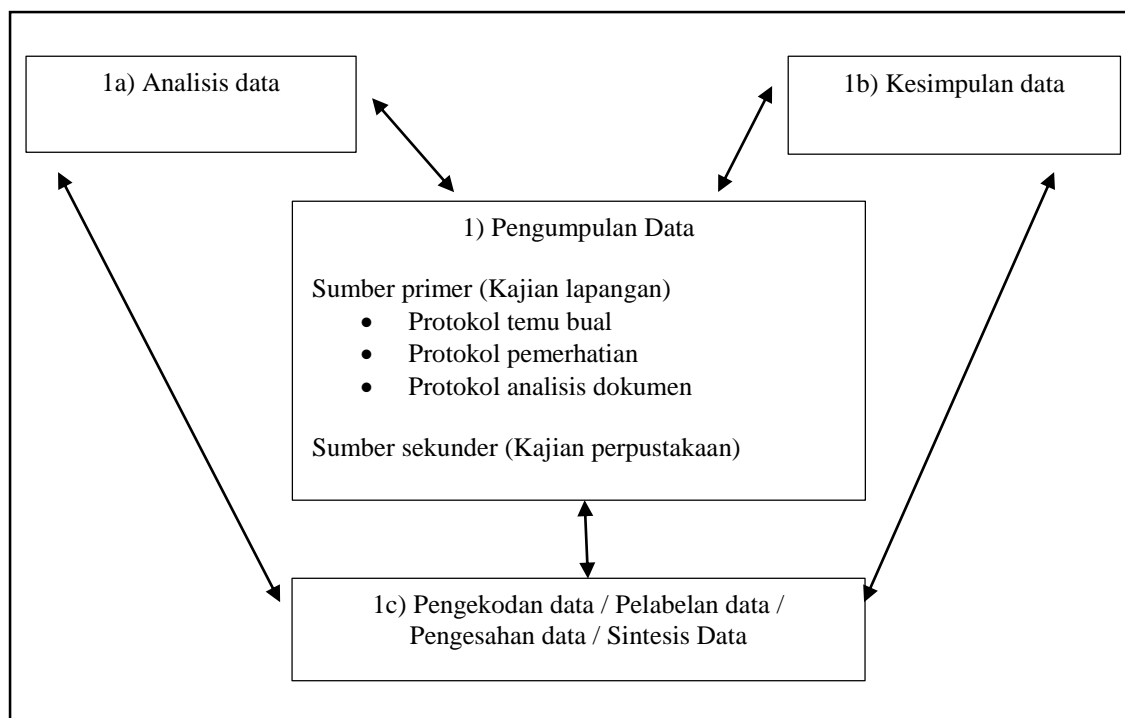 1a) Analisis data
1b) Kesimpulan data
1) Pengumpulan Data
Sumber primer (Kajian lapangan)
• Protokol temu bual
• Protokol pemerhatian
• Protokol analisis dokumen
Sumber sekunder (Kajian perpustakaan)
1c) Pengekodan data / Pelabelan data /
Pengesahan data / Sintesis Data